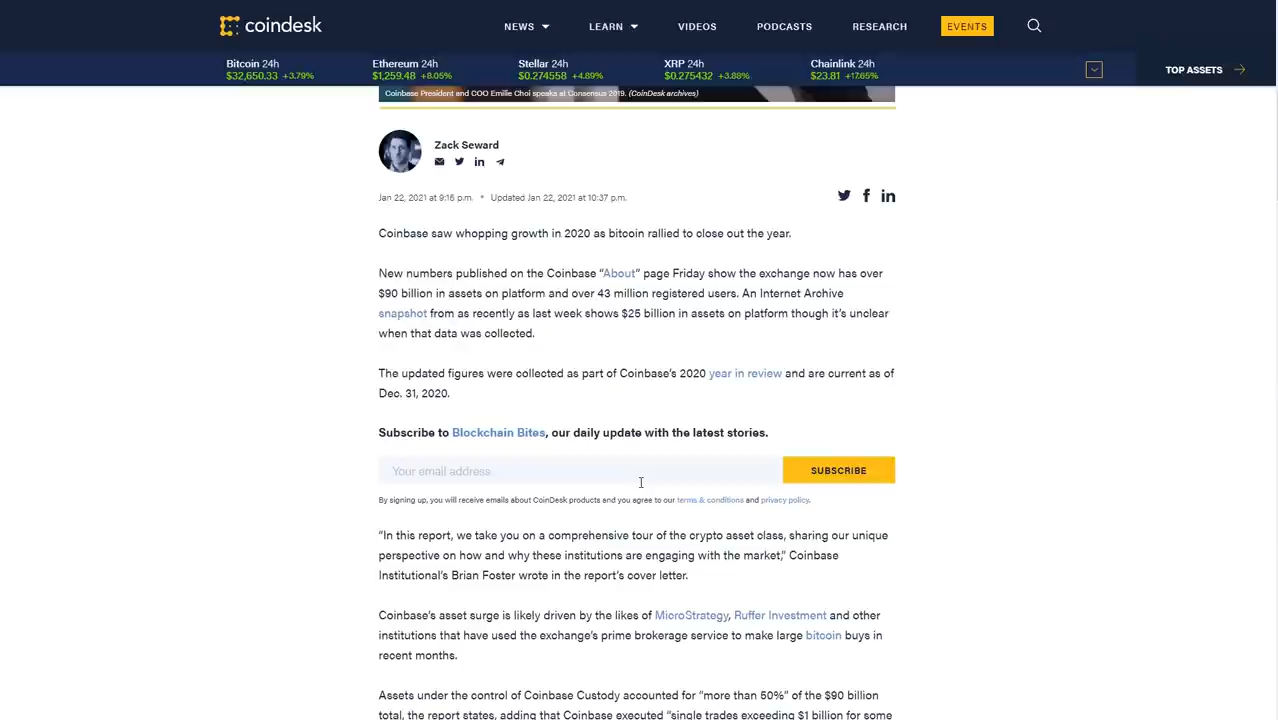 coindesk
NEWS LEARN VIDEOS PODCASTS RESEARCH EVENTS
Bitcoin 24h Ethereum 24h Stellar 24h XRP 24h Chainlink 24h
$32,650.33 +3.79% $1,259.48 +8.05% $0.274558 +4.89% $0.275432 +3.88% $23.81 +17.65%
TOP ASSETS
Coinbase President and COO Emilie Choi speaks at Consensus 2019. (CoinDesk archives)
Zack Seward
Jan 22, 2021 at 9:16 p.m. • Updated Jan 22, 2021 at 10:37 p.m.
Coinbase saw whopping growth in 2020 as bitcoin rallied to close out the year.
New numbers published on the Coinbase “About” page Friday show the exchange now has over
$90 billion in assets on platform and over 43 million registered users. An Internet Archive
snapshot from as recently as last week shows $25 billion in assets on platform though it’s unclear
when that data was collected.
The updated figures were collected as part of Coinbase’s 2020 year in review and are current as of
Dec. 31, 2020.
Subscribe to Blockchain Bites, our daily update with the latest stories.
Your email address
SUBSCRIBE
By signing up, you will receive emails about CoinDesk products and you agree to our terms & conditions and privacy policy.
“In this report, we take you on a comprehensive tour of the crypto asset class, sharing our unique
perspective on how and why these institutions are engaging with the market,” Coinbase
Institutional’s Brian Foster wrote in the report’s cover letter.
Coinbase’s asset surge is likely driven by the likes of MicroStrategy, Ruffer Investment and other
institutions that have used the exchange’s prime brokerage service to make large bitcoin buys in
recent months.
Assets under the control of Coinbase Custody accounted for “more than 50%” of the $90 billion
total, the report states, adding that Coinbase executed “single trades exceeding $1 billion for some